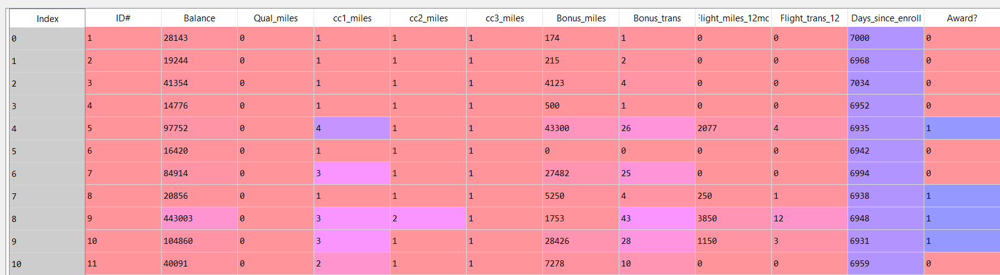 Index ID# Balance Qual_miles cc1_miles cc2_miles cc3_miles Bonus_miles Bonus_trans Flight_miles_12mc Flight_trans_12 Days_since_enroll Award?
0 1 28143 0 1 1 1 174 1 0 0 7000 0
1 2 19244 0 1 1 1 215 2 0 0 6968 0
2 3 41354 0 1 1 1 4123 4 0 0 7034 0
3 4 14776 0 1 1 1 500 1 0 0 6952 0
4 5 97752 0 4 1 1 43300 26 2077 4 6935 1
5 6 16420 0 1 1 1 0 0 0 0 6942 0
6 7 84914 0 3 1 1 27482 25 0 0 6994 0
7 8 20856 0 1 1 1 5250 4 250 1 6938 1
8 9 443003 0 3 2 1 1753 43 3850 12 6948 1
9 10 104860 0 3 1 1 28426 28 1150 3 6931 1
10 11 40091 0 2 1 1 7278 10 0 0 6959 0